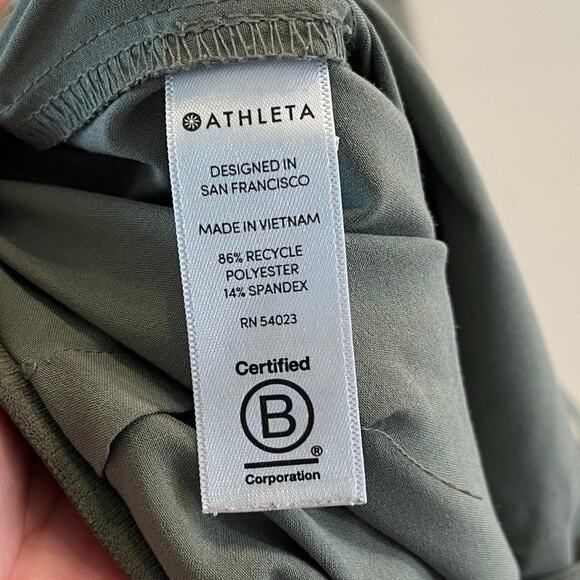 ATHLETA
DESIGNED IN
SAN FRANCISCO
MADE IN VIETNAM
86% RECYCLE
POLYESTER
14% SPANDEX
RN 54023
Certified
B
®
Corporation